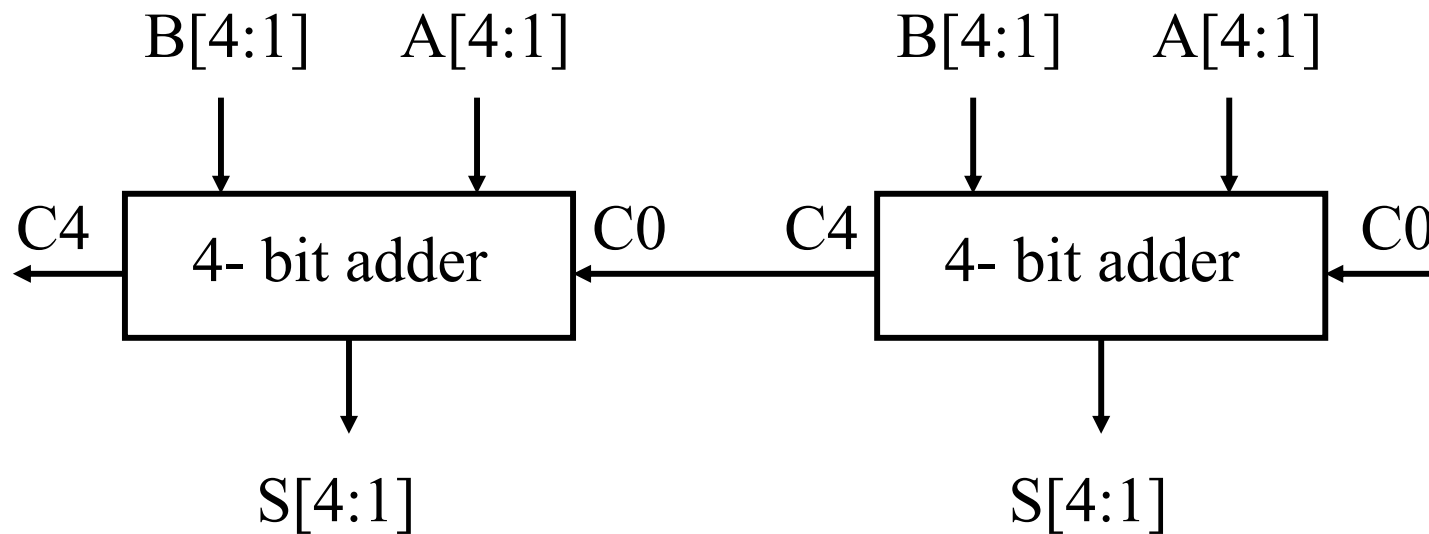 B[4:1] A[4:1] B[4:1] A[4:1]
C4 4- bit adder C0 C4 4- bit adder C0
S[4:1] S[4:1]